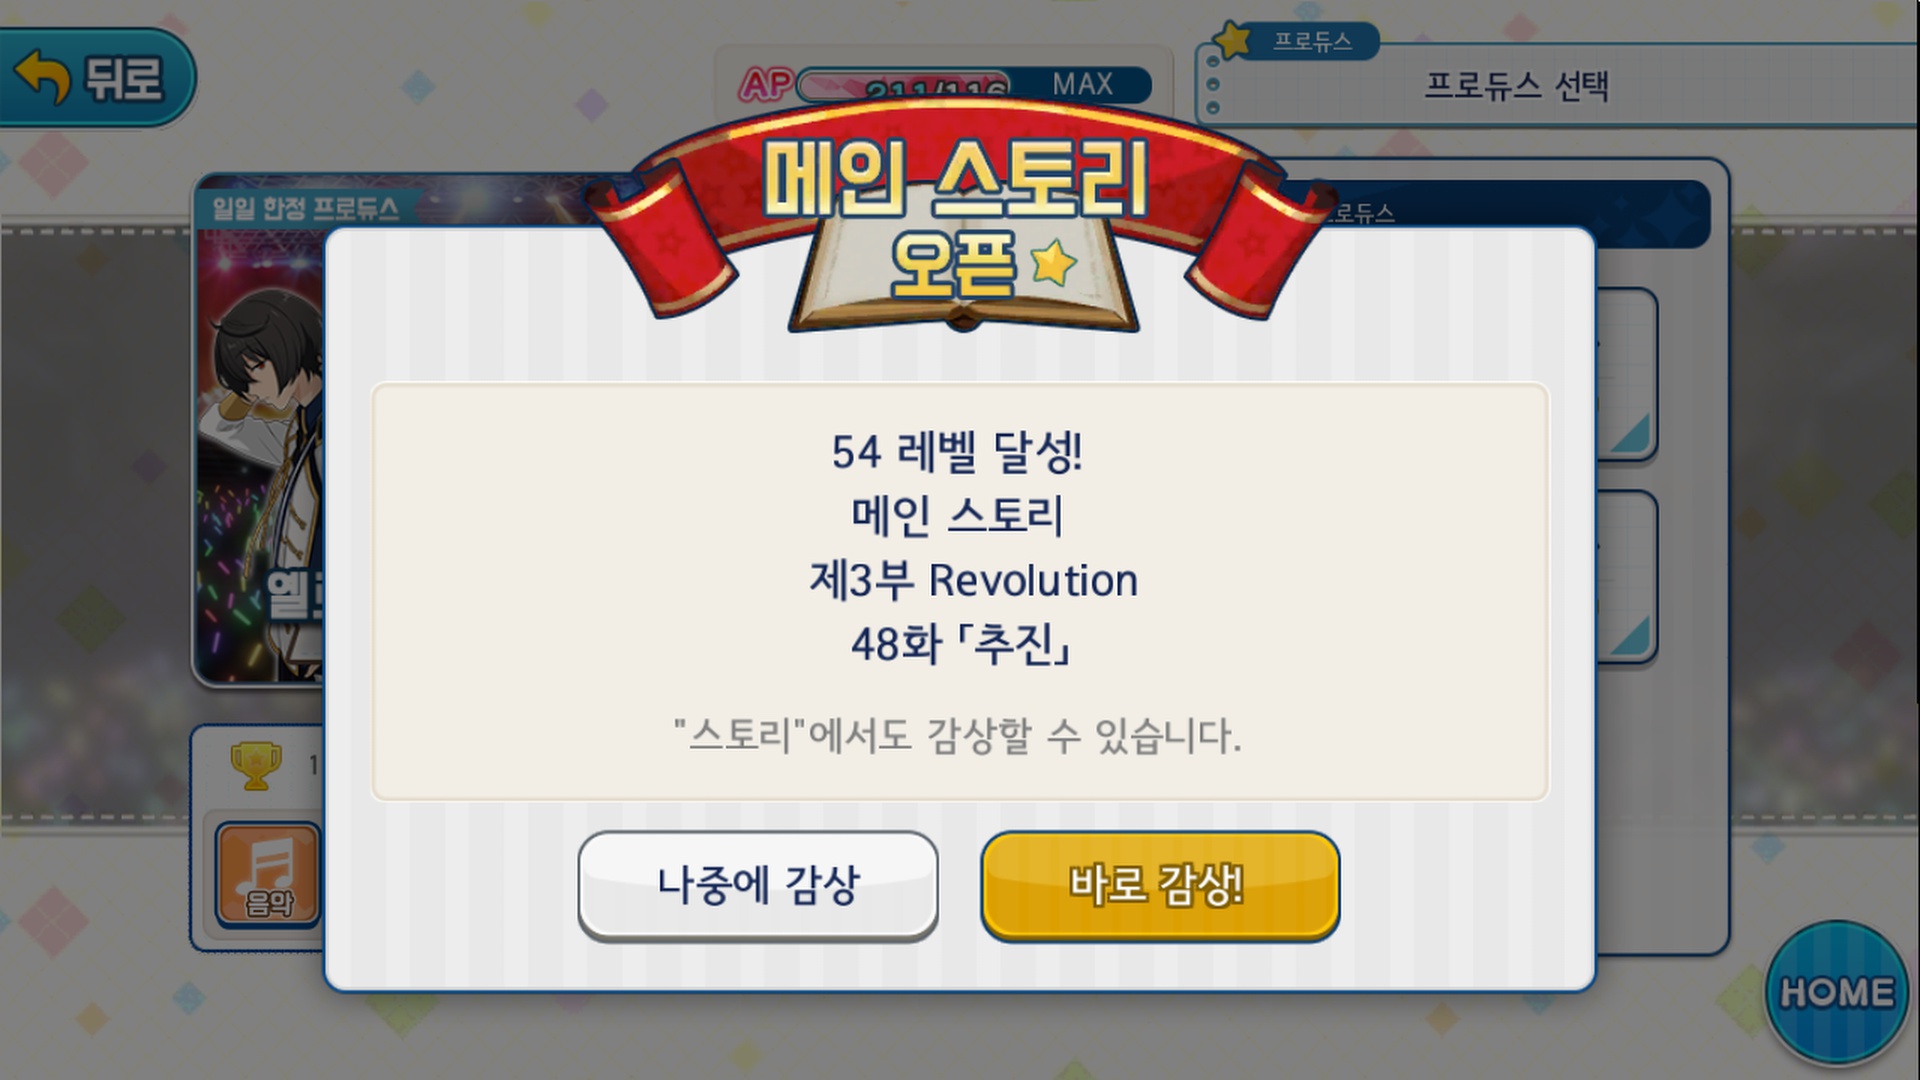 뒤로
AP 211/116 MAX
프로듀스
프로듀스 선택
일일 한정 프로듀스
메인 스토리
오픈
54 레벨 달성!
메인 스토리
제3부 Revolution
48화 「추진」
"스토리"에서도 감상할 수 있습니다.
나중에 감상
바로 감상!
음악
HOME